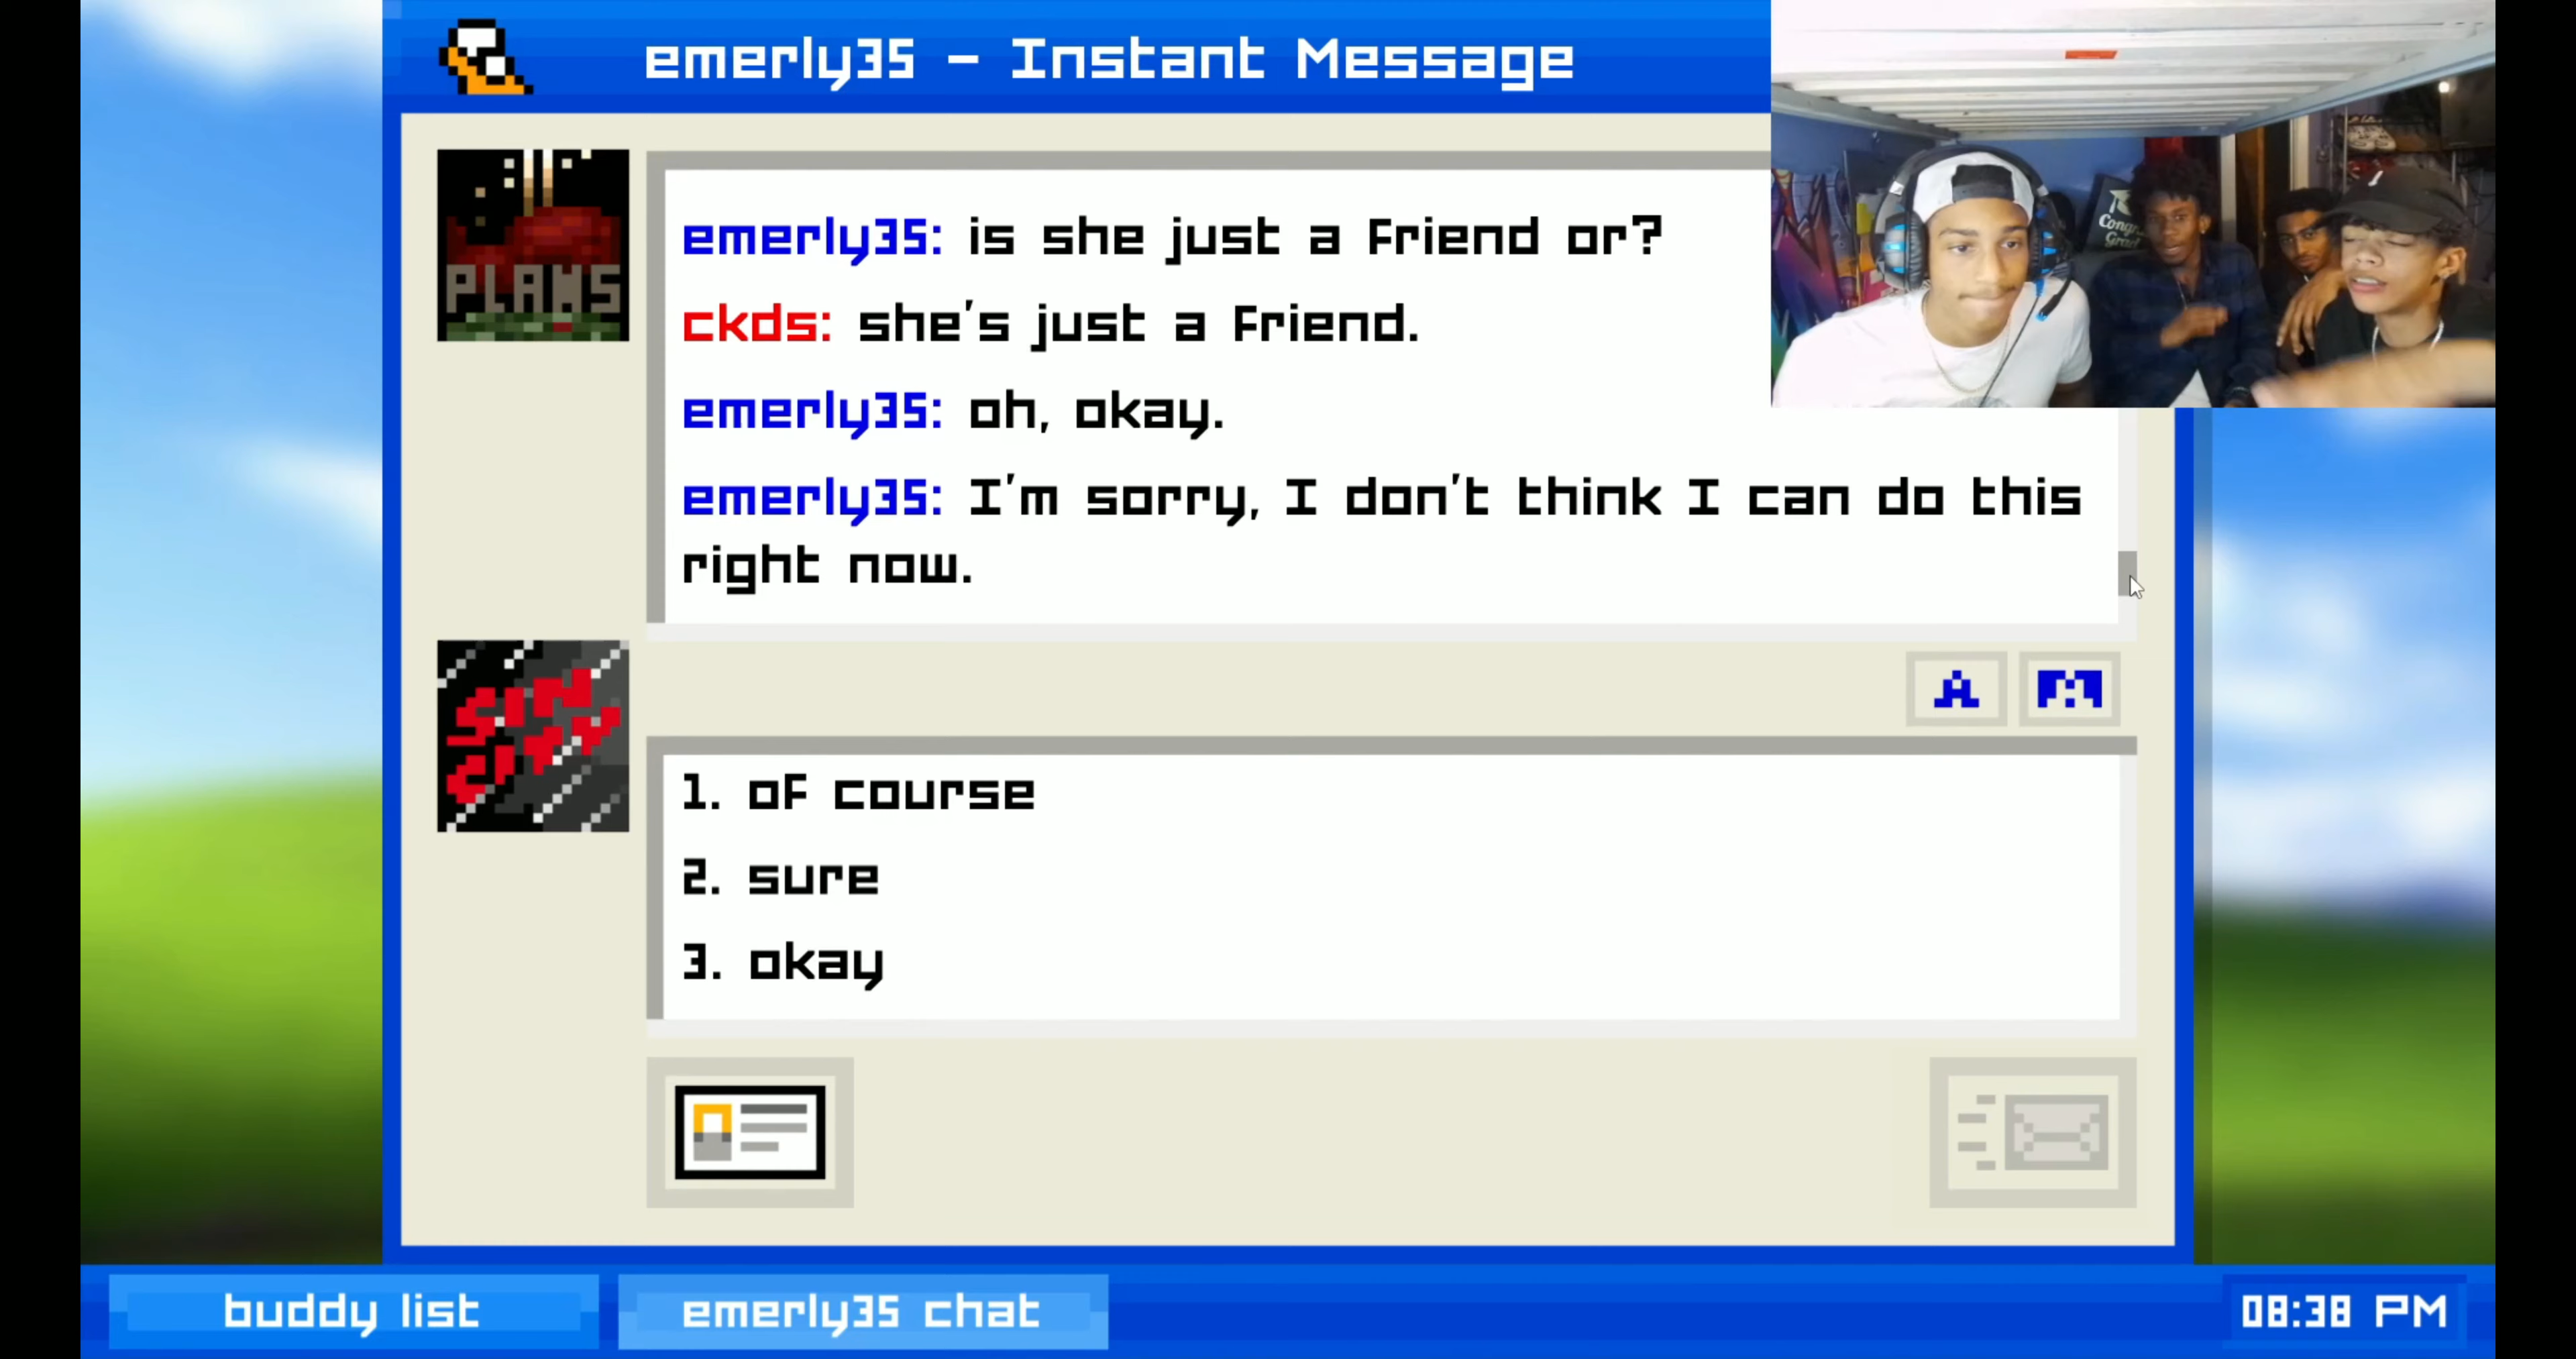 emerly35 - Instant Message
PLANS
emerly35: is she just a friend or?
ckds: she's just a friend.
emerly35: oh, okay.
emerly35: I'm sorry, I don't think I can do this
right now.
SIN
CITY
A
1. of course
2. sure
3. okay
buddy list
emerly35 chat
08:38 PM